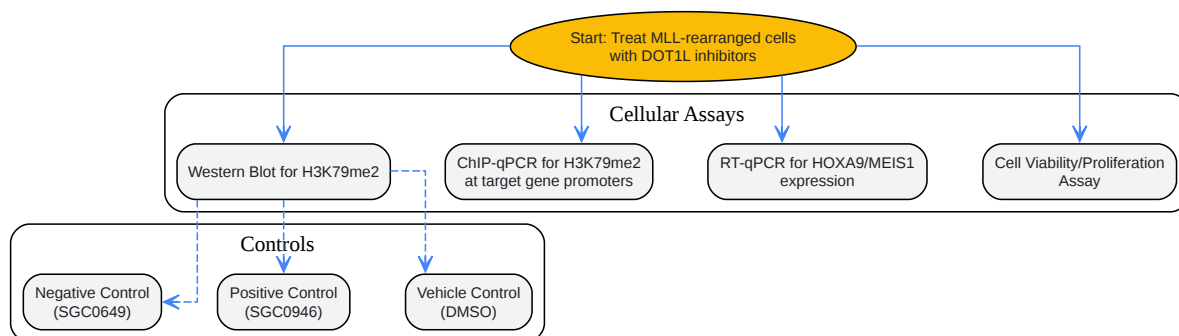 Start: Treat MLL-rearranged cells
with DOT1L inhibitors
Cellular Assays
Western Blot for H3K79me2
ChIP-qPCR for H3K79me2
at target gene promoters
RT-qPCR for HOXA9/MEIS1
expression
Cell Viability/Proliferation
Assay
Controls
Negative Control
(SGC0649)
Positive Control
(SGC0946)
Vehicle Control
(DMSO)